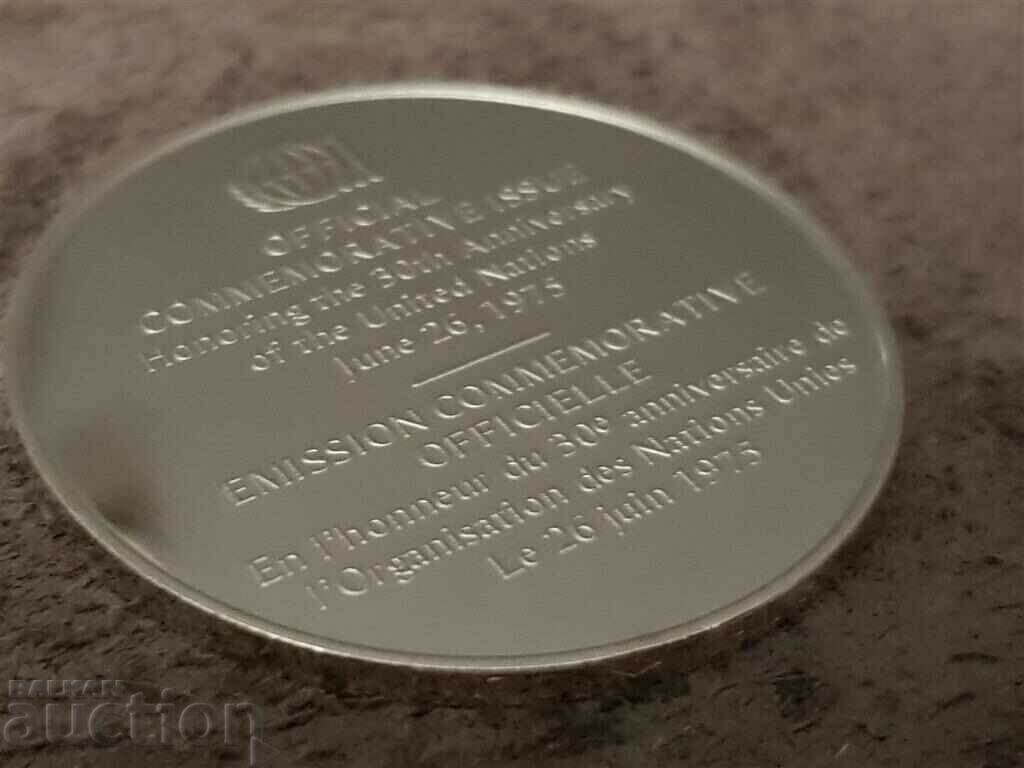 OFFICIAL
COMMEMORATIVE ISSUE
Honoring the 30th Anniversary
of the United Nations
June 26, 1975
EMISSION COMMEMORATIVE
OFFICIELLE
En l'honneur du 30e anniversaire de
l'Organisation des Nations Unies
Le 26 juin 1975
BALKAN
auction